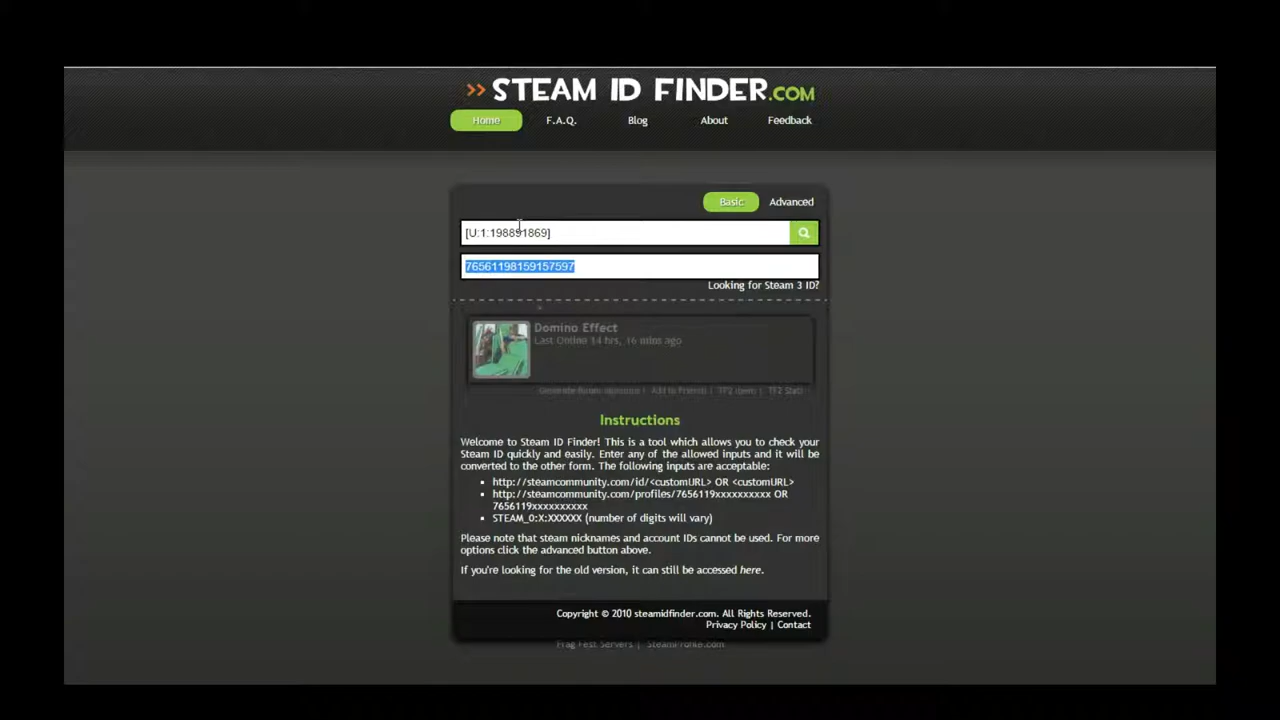 >> STEAM ID FINDER.COM
Home F.A.Q. Blog About Feedback
Basic Advanced
[U:1:198891869]
76561198159157597
Looking for Steam 3 ID?
Domino Effect
Last Online 14 hrs, 16 mins ago
Add to Friends | TF2 Items | TF2 Stats
Instructions
Welcome to Steam ID Finder! This is a tool which allows you to check your
Steam ID quickly and easily. Enter any of the allowed inputs and it will be
converted to the other form. The following inputs are acceptable:
http://steamcommunity.com/id/<customURL> OR <customURL>
http://steamcommunity.com/profiles/7656119xxxxxxxxxx OR
7656119xxxxxxxxxx
STEAM_0:X:XXXXXX (number of digits will vary)
Please note that steam nicknames and account IDs cannot be used. For more
options click the advanced button above.
If you're looking for the old version, it can still be accessed here.
Copyright © 2010 steamidfinder.com. All Rights Reserved.
Privacy Policy | Contact
Frag Fest Servers | SteamProfile.com